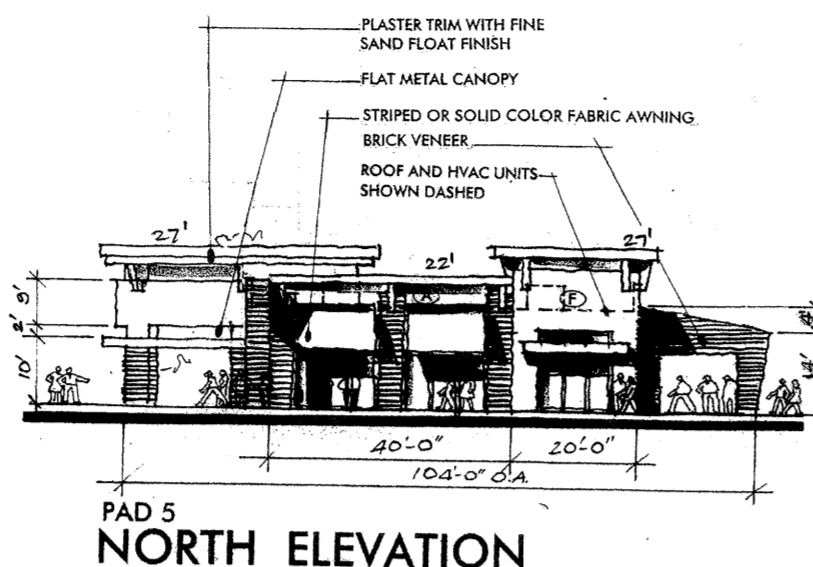 PLASTER TRIM WITH FINE
SAND FLOAT FINISH
FLAT METAL CANOPY
STRIPED OR SOLID COLOR FABRIC AWNING
BRICK VENEER
ROOF AND HVAC UNITS
SHOWN DASHED
27'
22'
27'
9'
2'
10'
A
F
4'
14'
40'-0"
20'-0"
104'-0" O.A.
PAD 5
NORTH ELEVATION